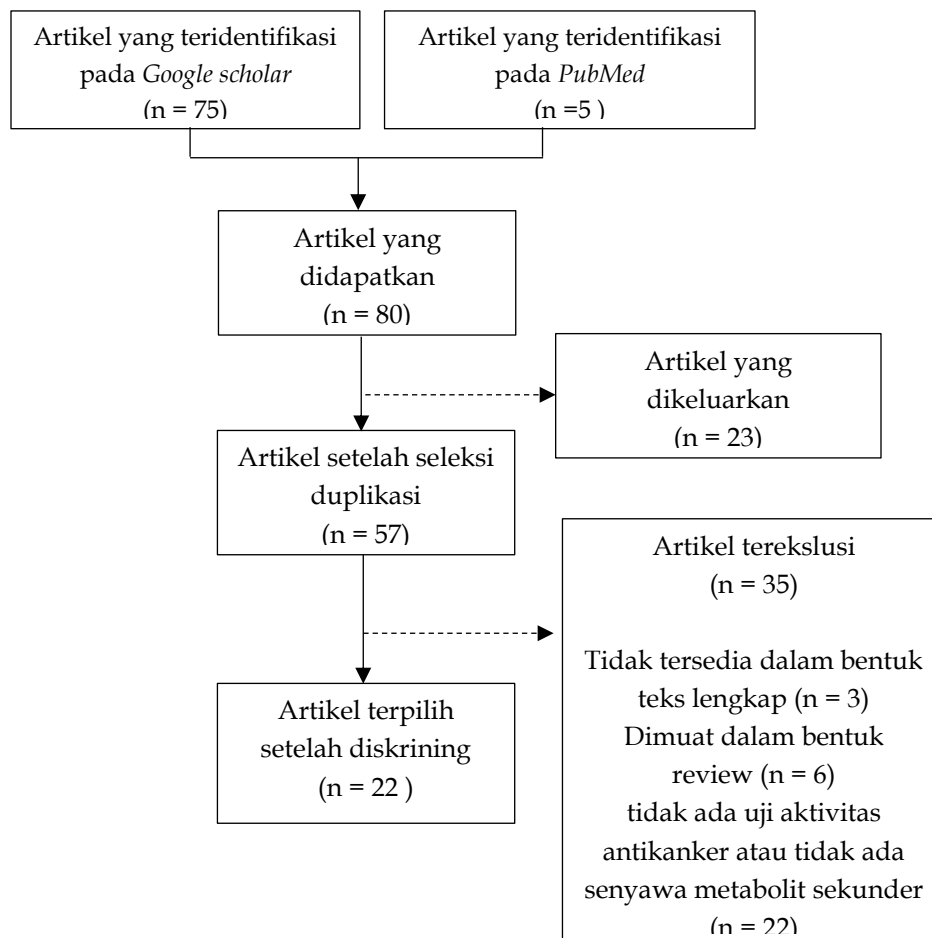 Artikel yang teridentifikasi
pada Google scholar
(n = 75)
Artikel yang teridentifikasi
pada PubMed
(n =5 )
Artikel yang
didapatkan
(n = 80)
Artikel yang
dikeluarkan
(n = 23)
Artikel setelah seleksi
duplikasi
(n = 57)
Artikel terekslusi
(n = 35)
Tidak tersedia dalam bentuk
teks lengkap (n = 3)
Dimuat dalam bentuk
review (n = 6)
tidak ada uji aktivitas
antikanker atau tidak ada
senyawa metabolit sekunder
(n = 22)
Artikel terpilih
setelah diskrining
(n = 22 )